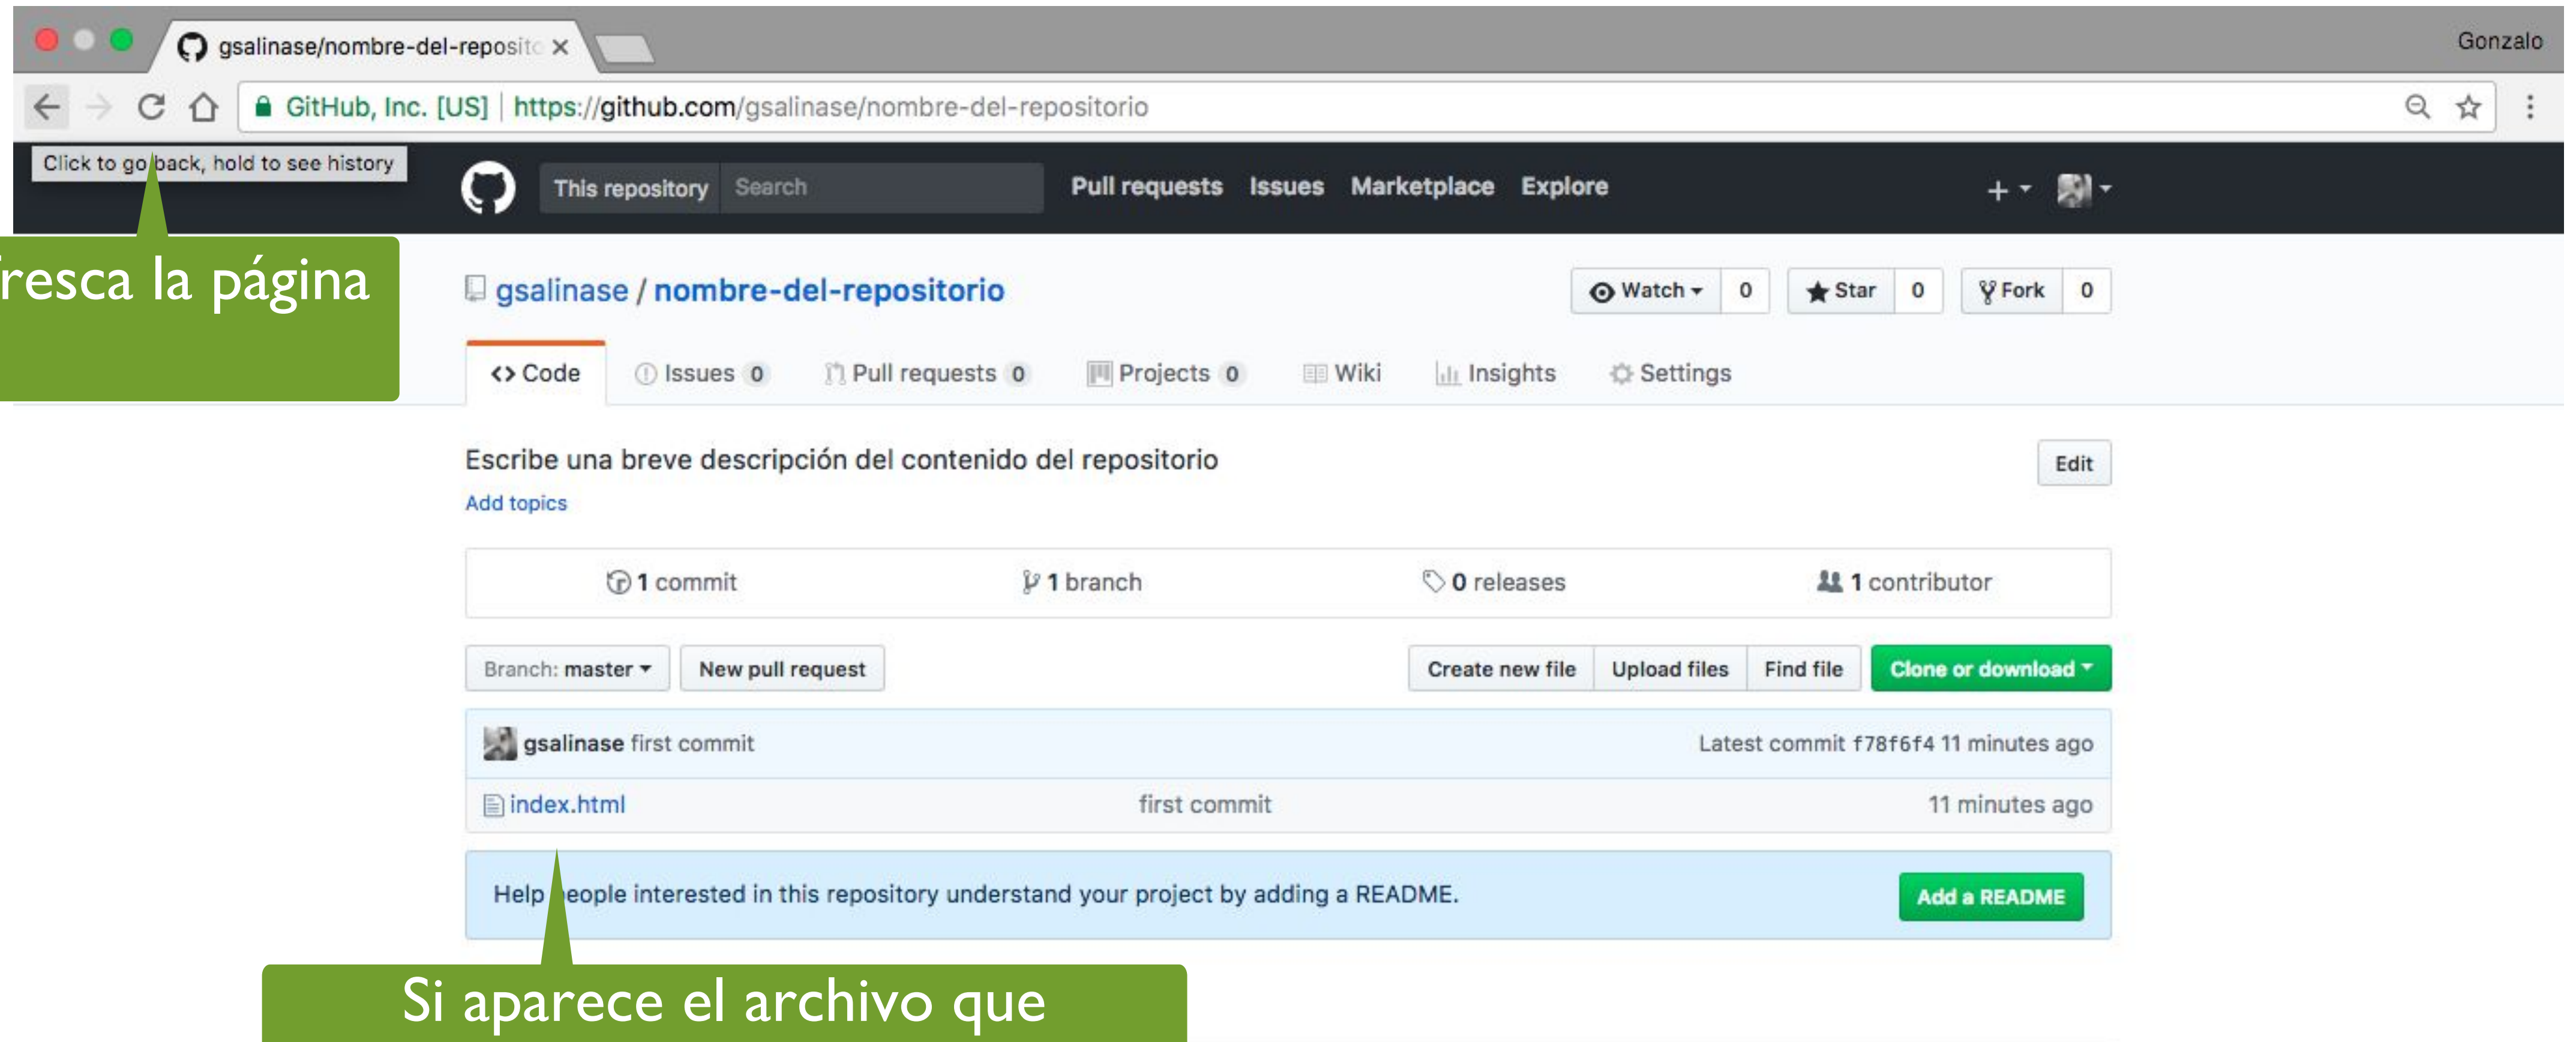 gsalinase/nombre-del-reposito
Gonzalo
GitHub, Inc. [US] | https://github.com/gsalinase/nombre-del-repositorio
Click to go back, hold to see history
This repository Search Pull requests Issues Marketplace Explore
fresca la página
gsalinase / nombre-del-repositorio Watch 0 Star 0 Fork 0
Code Issues 0 Pull requests 0 Projects 0 Wiki Insights Settings
Escribe una breve descripción del contenido del repositorio Edit
Add topics
1 commit 1 branch 0 releases 1 contributor
Branch: master New pull request Create new file Upload files Find file Clone or download
gsalinase first commit Latest commit f78f6f4 11 minutes ago
index.html first commit 11 minutes ago
Help people interested in this repository understand your project by adding a README. Add a README
Si aparece el archivo que